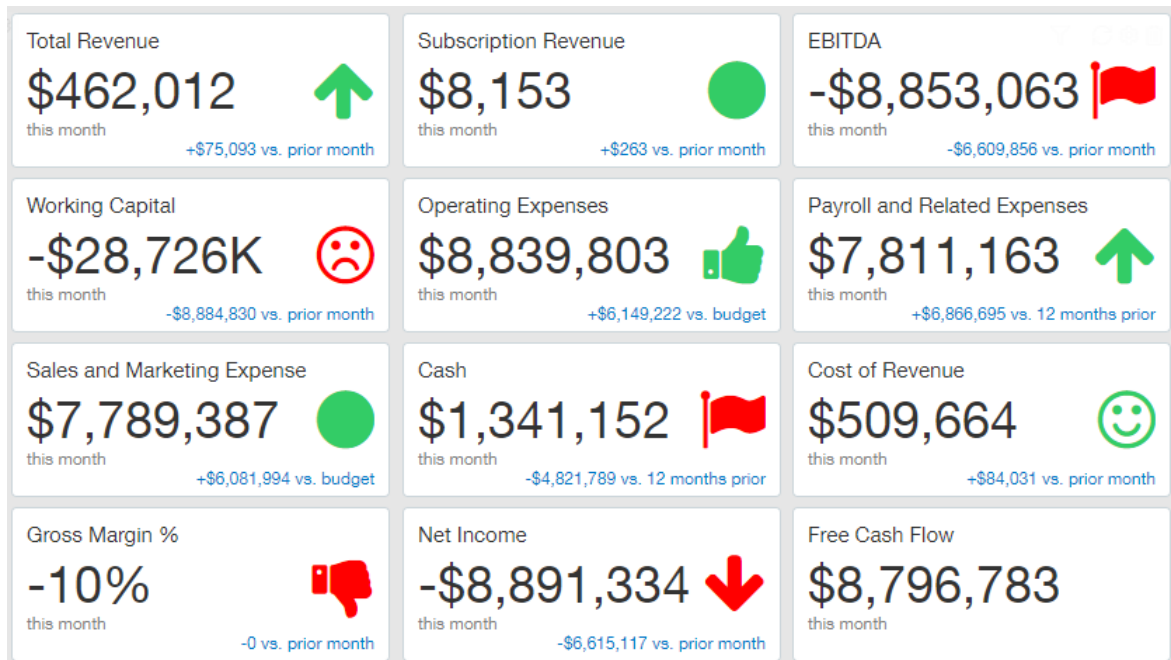 Total Revenue
$462,012
this month
+$75,093 vs. prior month
Subscription Revenue
$8,153
this month
+$263 vs. prior month
EBITDA
-$8,853,063
this month
-$6,609,856 vs. prior month
Working Capital
-$28,726K
this month
-$8,884,830 vs. prior month
Operating Expenses
$8,839,803
this month
+$6,149,222 vs. budget
Payroll and Related Expenses
$7,811,163
this month
+$6,866,695 vs. 12 months prior
Sales and Marketing Expense
$7,789,387
this month
+$6,081,994 vs. budget
Cash
$1,341,152
this month
-$4,821,789 vs. 12 months prior
Cost of Revenue
$509,664
this month
+$84,031 vs. prior month
Gross Margin %
-10%
this month
-0 vs. prior month
Net Income
-$8,891,334
this month
-$6,615,117 vs. prior month
Free Cash Flow
$8,796,783
this month